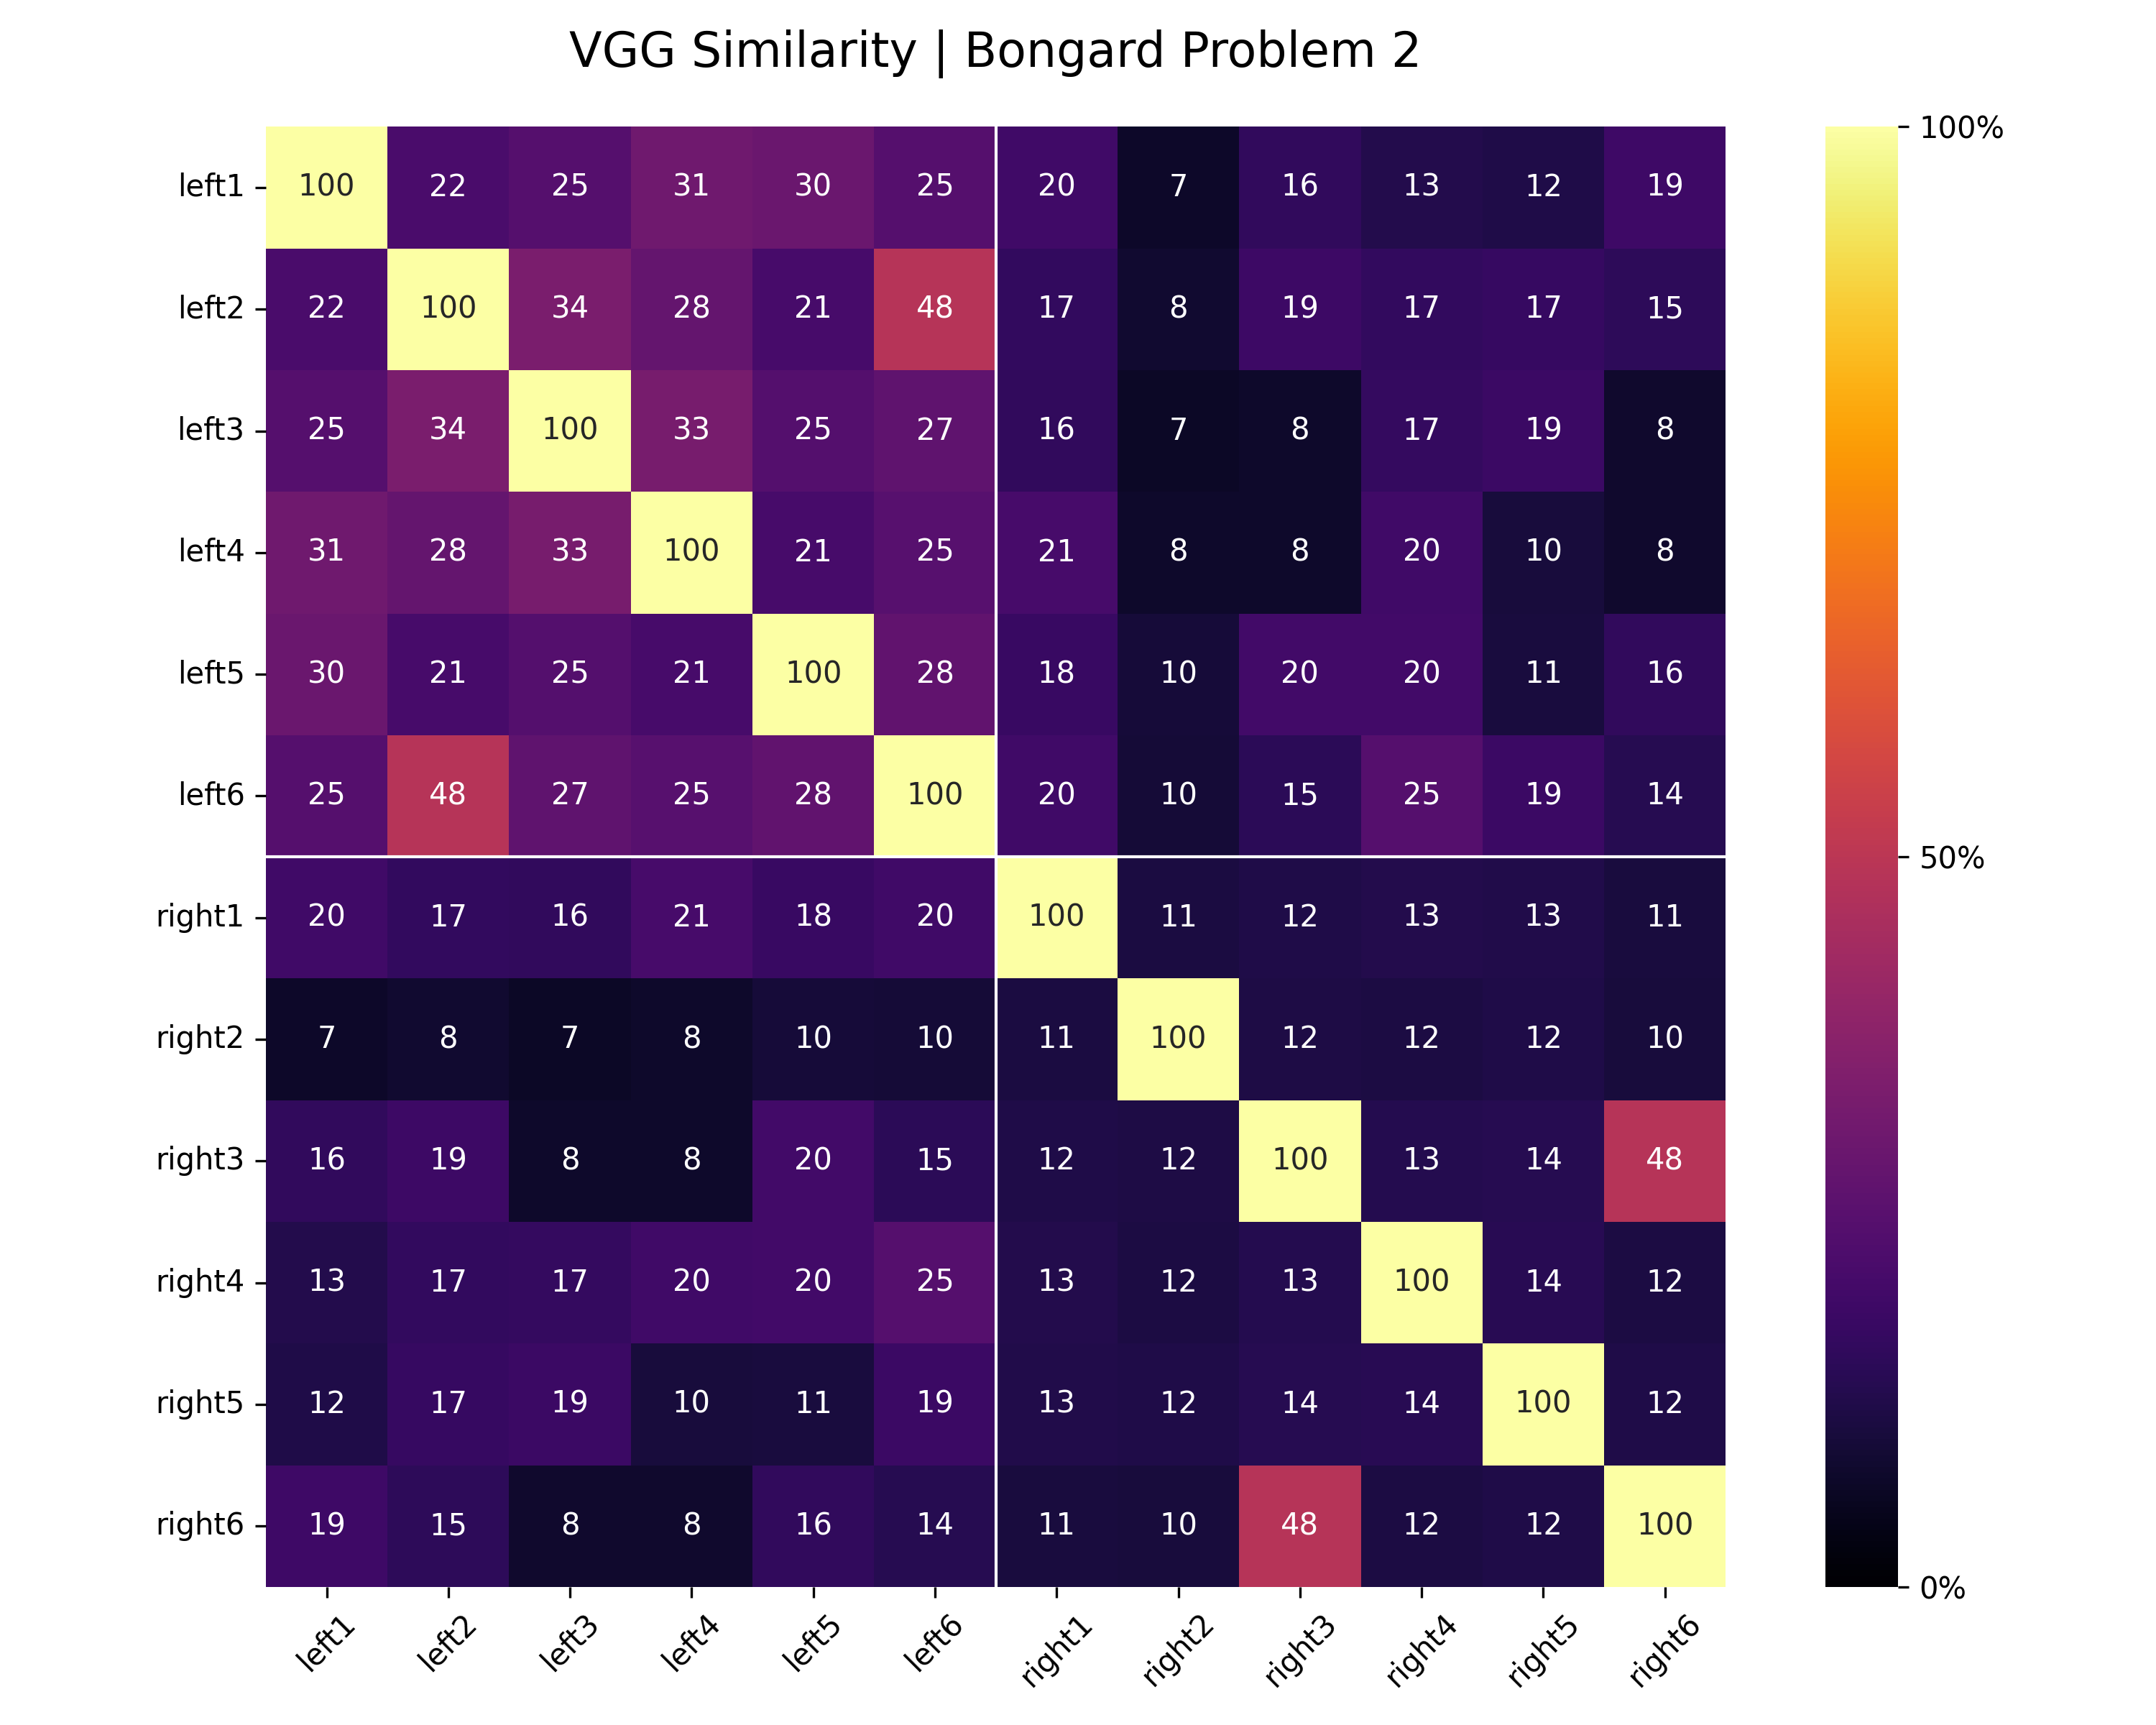 VGG Similarity | Bongard Problem 2
left1 100 22 25 31 30 25 20 7 16 13 12 19
left2 22 100 34 28 21 48 17 8 19 17 17 15
left3 25 34 100 33 25 27 16 7 8 17 19 8
left4 31 28 33 100 21 25 21 8 8 20 10 8
left5 30 21 25 21 100 28 18 10 20 20 11 16
left6 25 48 27 25 28 100 20 10 15 25 19 14
right1 20 17 16 21 18 20 100 11 12 13 13 11
right2 7 8 7 8 10 10 11 100 12 12 12 10
right3 16 19 8 8 20 15 12 12 100 13 14 48
right4 13 17 17 20 20 25 13 12 13 100 14 12
right5 12 17 19 10 11 19 13 12 14 14 100 12
right6 19 15 8 8 16 14 11 10 48 12 12 100
left1 left2 left3 left4 left5 left6 right1 right2 right3 right4 right5 right6
100%
50%
0%